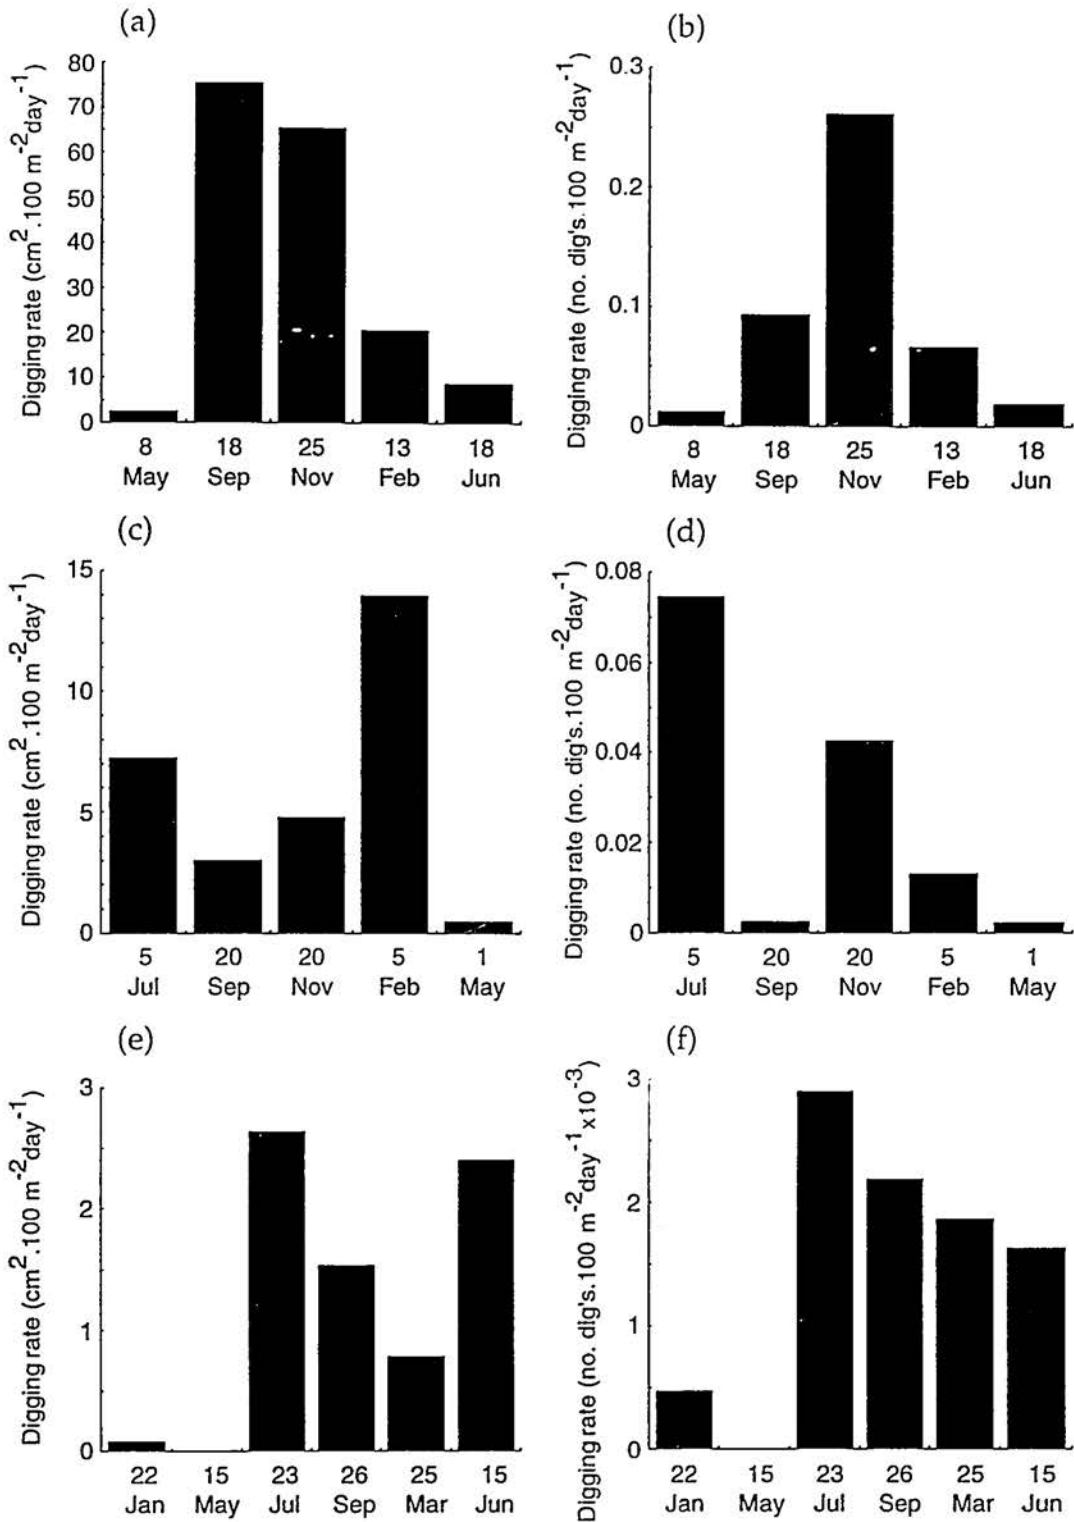 (a)
Digging rate (cm².100 m⁻²day⁻¹)
80
70
60
50
40
30
20
10
0
8 18 25 13 18
May Sep Nov Feb Jun
(b)
Digging rate (no. dig's.100 m⁻²day⁻¹)
0.3
0.2
0.1
0
8 18 25 13 18
May Sep Nov Feb Jun
(c)
Digging rate (cm².100 m⁻²day⁻¹)
15
10
5
0
5 20 20 5 1
Jul Sep Nov Feb May
(d)
Digging rate (no. dig's.100 m⁻²day⁻¹)
0.08
0.06
0.04
0.02
0
5 20 20 5 1
Jul Sep Nov Feb May
(e)
Digging rate (cm².100 m⁻²day⁻¹)
3
2
1
0
22 15 23 26 25 15
Jan May Jul Sep Mar Jun
(f)
Digging rate (no. dig's.100 m⁻²day⁻¹x10⁻³)
3
2
1
0
22 15 23 26 25 15
Jan May Jul Sep Mar Jun